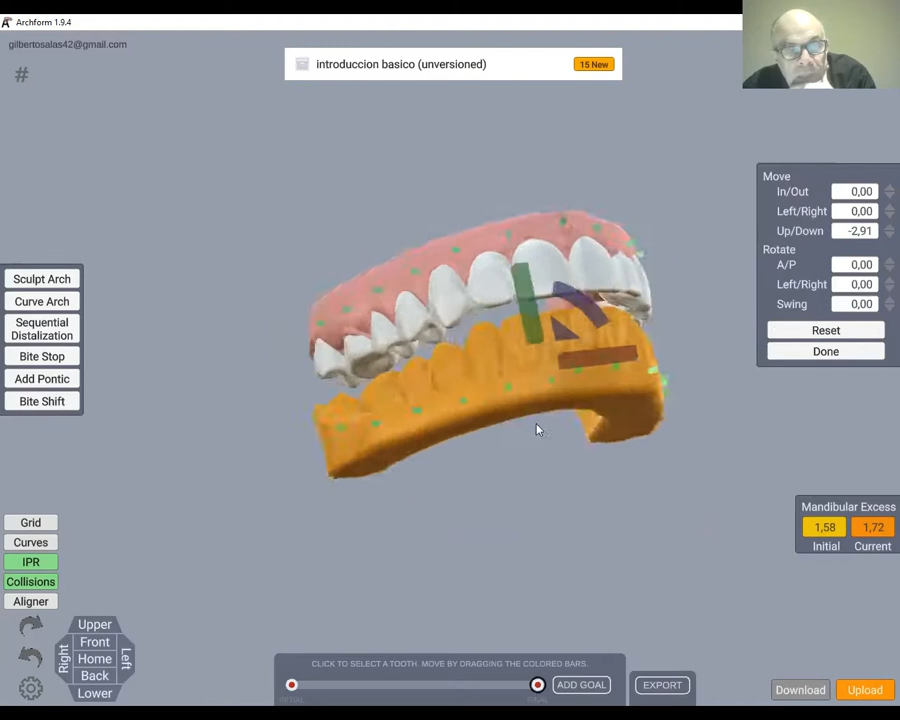 Archform 1.9.4
gilbertosalas42@gmail.com
#
introduccion basico (unversioned)
15 New
Move
In/Out
0,00
Left/Right
0,00
Up/Down
-2,91
Rotate
A/P
0,00
Left/Right
0,00
Swing
0,00
Reset
Done
Sculpt Arch
Curve Arch
Sequential
Distalization
Bite Stop
Add Pontic
Bite Shift
Mandibular Excess
1,58
1,72
Initial
Current
Grid
Curves
IPR
Collisions
Aligner
Upper
Front
Right
Home
Left
Back
Lower
CLICK TO SELECT A TOOTH. MOVE BY DRAGGING THE COLORED BARS.
ADD GOAL
EXPORT
INITIAL
FINAL
Download
Upload